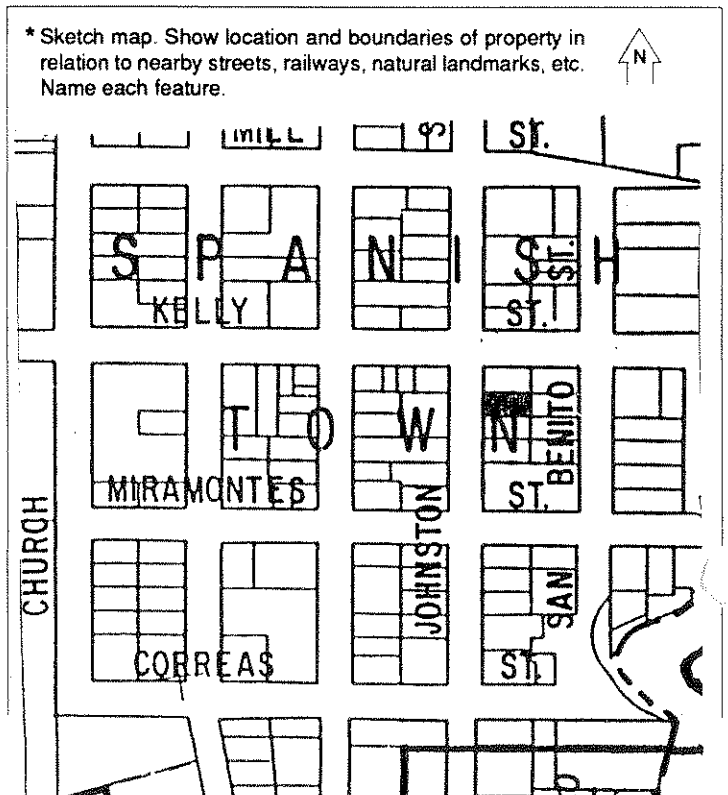 * Sketch map. Show location and boundaries of property in
relation to nearby streets, railways, natural landmarks, etc.
Name each feature.
N
MILL ST.
S P A N I S H
ST.
KELLY ST.
T O W N
MIRAMONTES ST.
CHURCH
JOHNSTON
SAN BENITO
CORREAS ST.